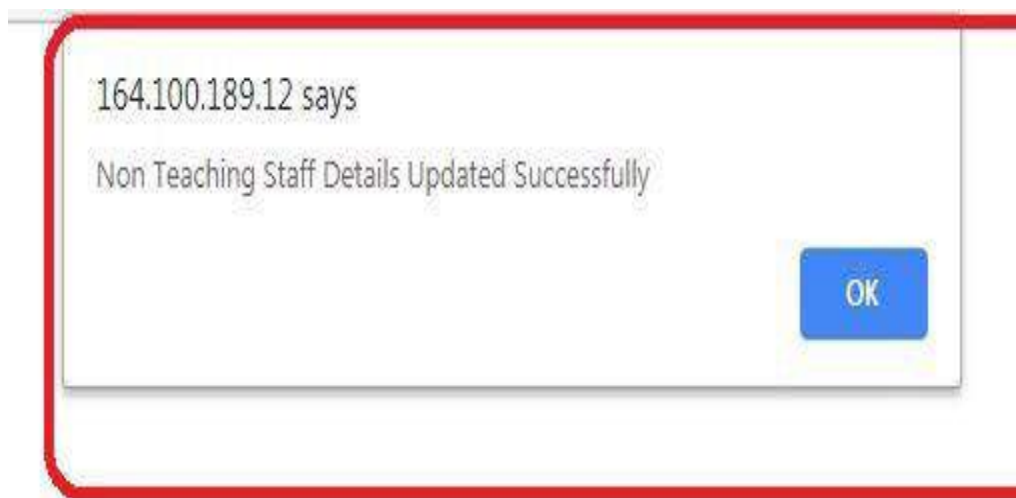 164.100.189.12 says
Non Teaching Staff Details Updated Successfully
OK